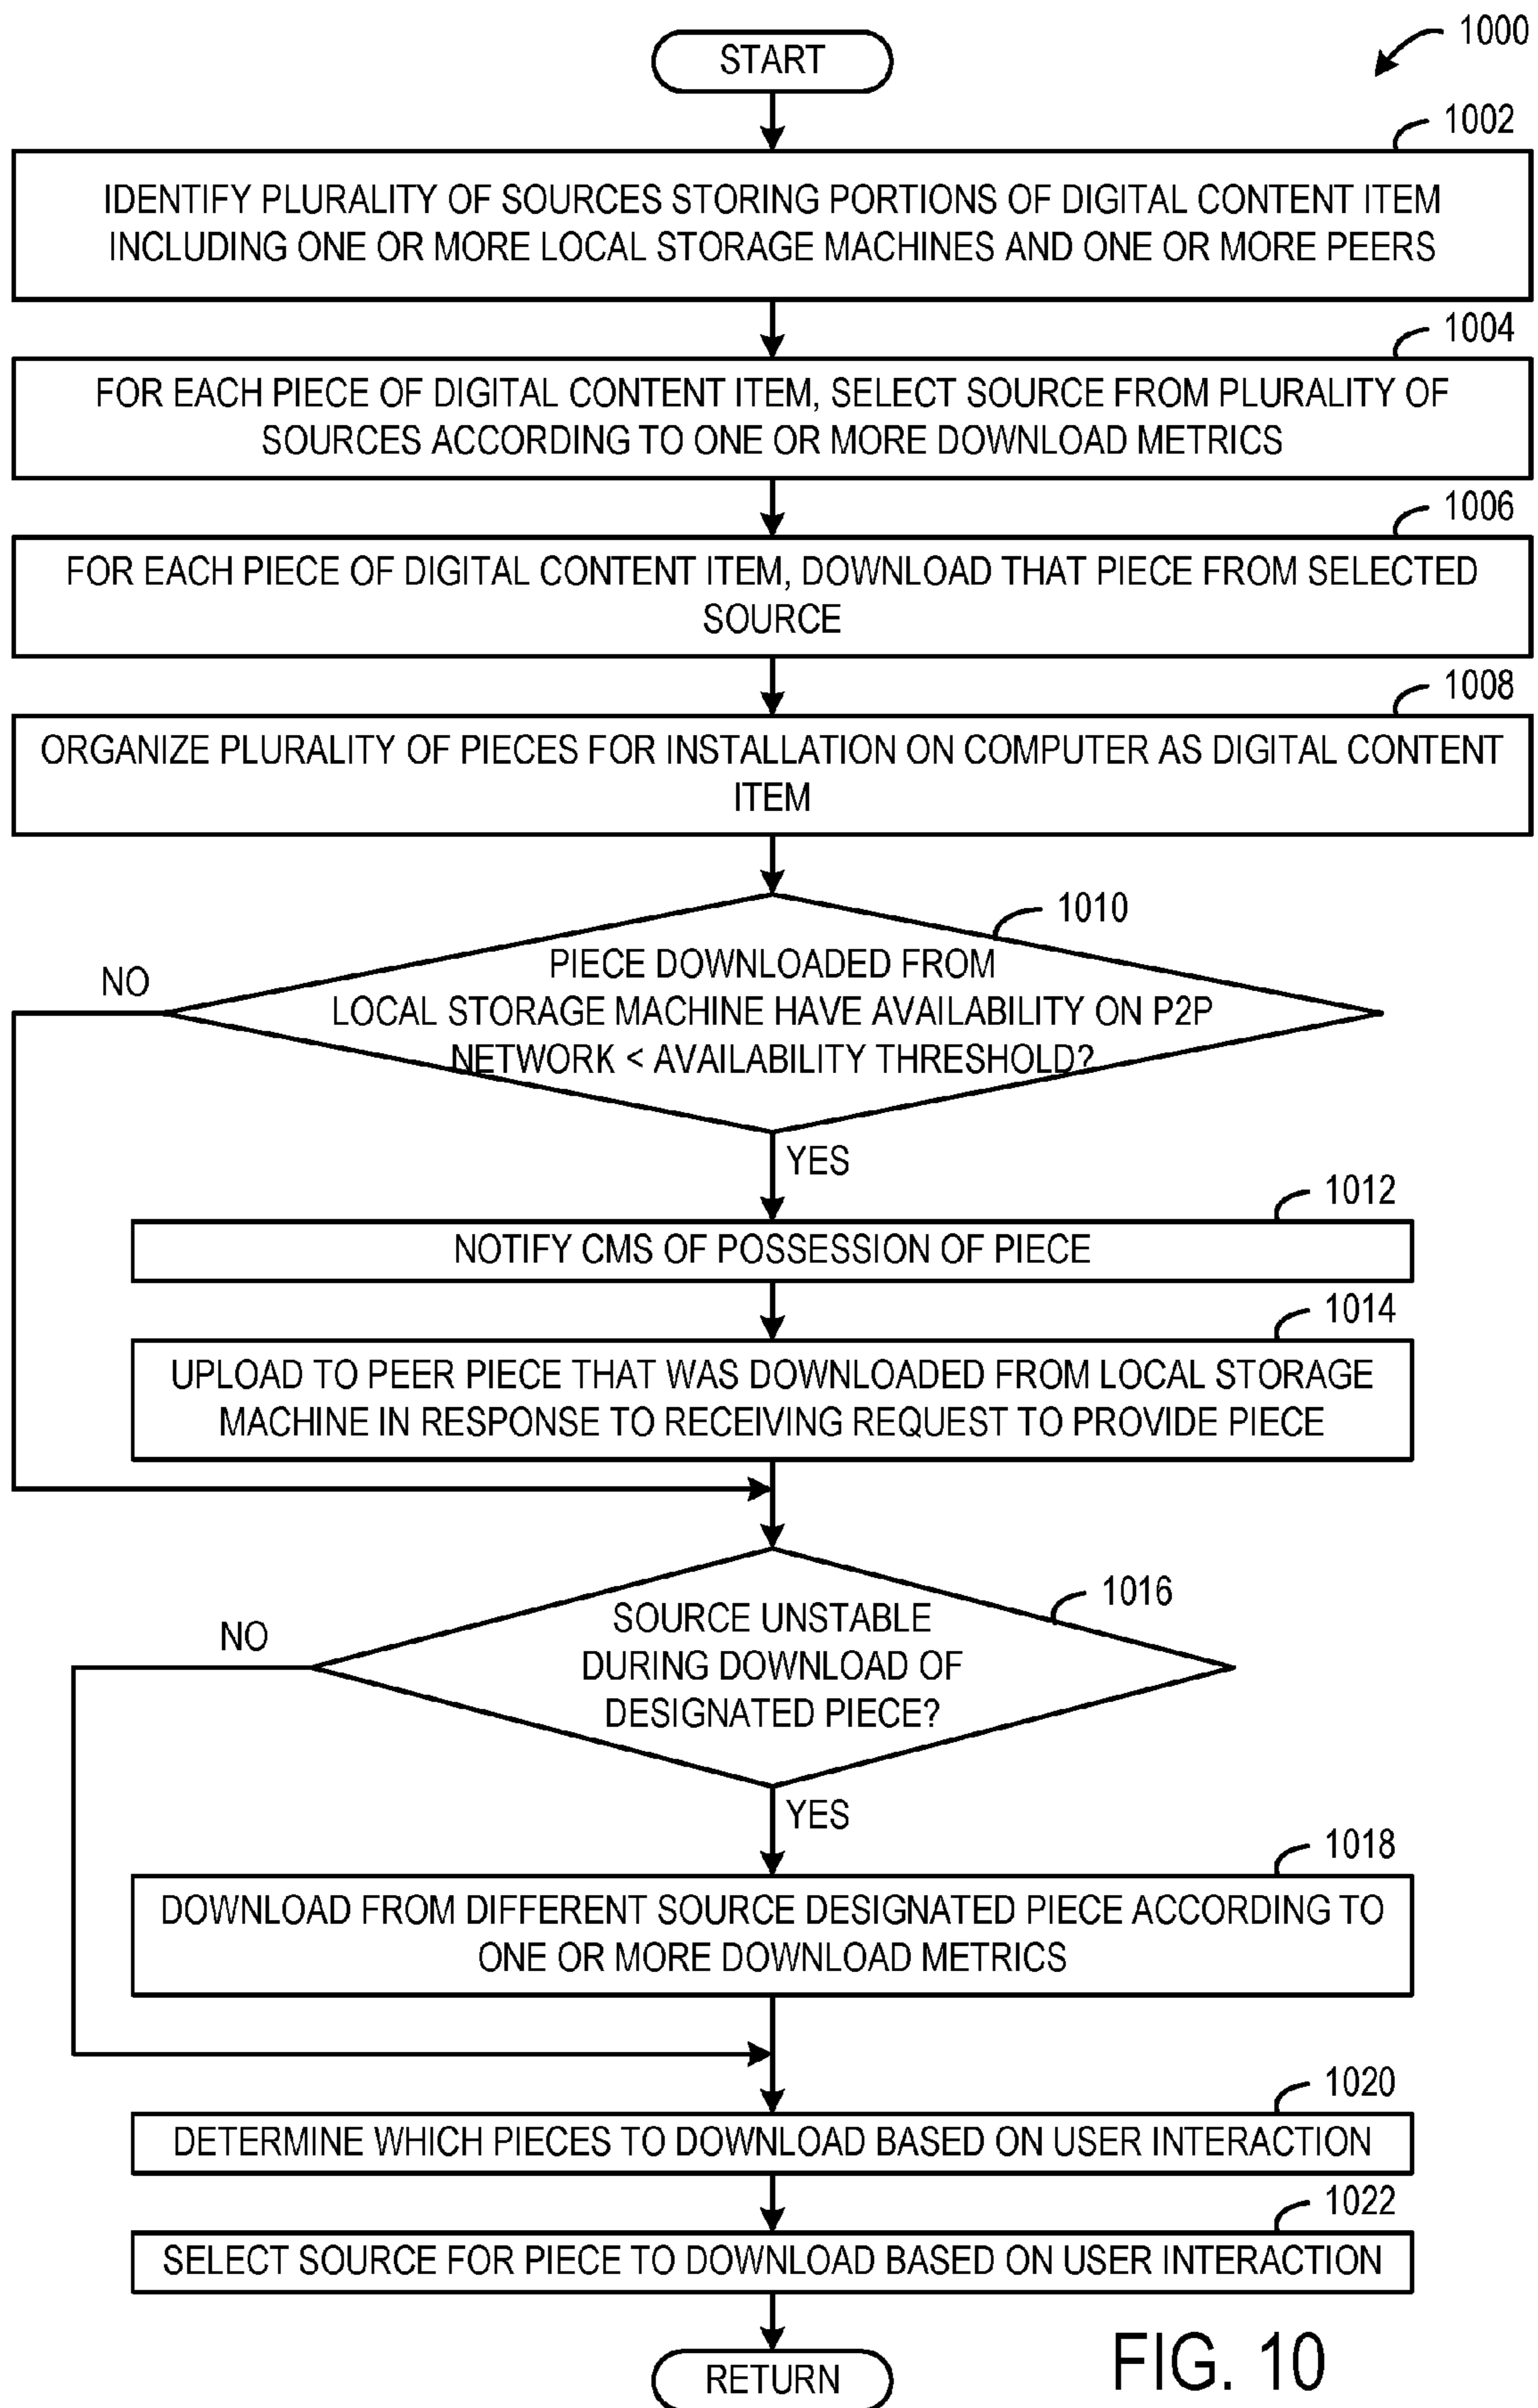 START
1000
1002
IDENTIFY PLURALITY OF SOURCES STORING PORTIONS OF DIGITAL CONTENT ITEM
INCLUDING ONE OR MORE LOCAL STORAGE MACHINES AND ONE OR MORE PEERS
1004
FOR EACH PIECE OF DIGITAL CONTENT ITEM, SELECT SOURCE FROM PLURALITY OF
SOURCES ACCORDING TO ONE OR MORE DOWNLOAD METRICS
1006
FOR EACH PIECE OF DIGITAL CONTENT ITEM, DOWNLOAD THAT PIECE FROM SELECTED
SOURCE
1008
ORGANIZE PLURALITY OF PIECES FOR INSTALLATION ON COMPUTER AS DIGITAL CONTENT
ITEM
1010
PIECE DOWNLOADED FROM
LOCAL STORAGE MACHINE HAVE AVAILABILITY ON P2P
NETWORK < AVAILABILITY THRESHOLD?
NO
YES
1012
NOTIFY CMS OF POSSESSION OF PIECE
1014
UPLOAD TO PEER PIECE THAT WAS DOWNLOADED FROM LOCAL STORAGE
MACHINE IN RESPONSE TO RECEIVING REQUEST TO PROVIDE PIECE
1016
SOURCE UNSTABLE
DURING DOWNLOAD OF
DESIGNATED PIECE?
NO
YES
1018
DOWNLOAD FROM DIFFERENT SOURCE DESIGNATED PIECE ACCORDING TO
ONE OR MORE DOWNLOAD METRICS
1020
DETERMINE WHICH PIECES TO DOWNLOAD BASED ON USER INTERACTION
1022
SELECT SOURCE FOR PIECE TO DOWNLOAD BASED ON USER INTERACTION
RETURN
FIG. 10